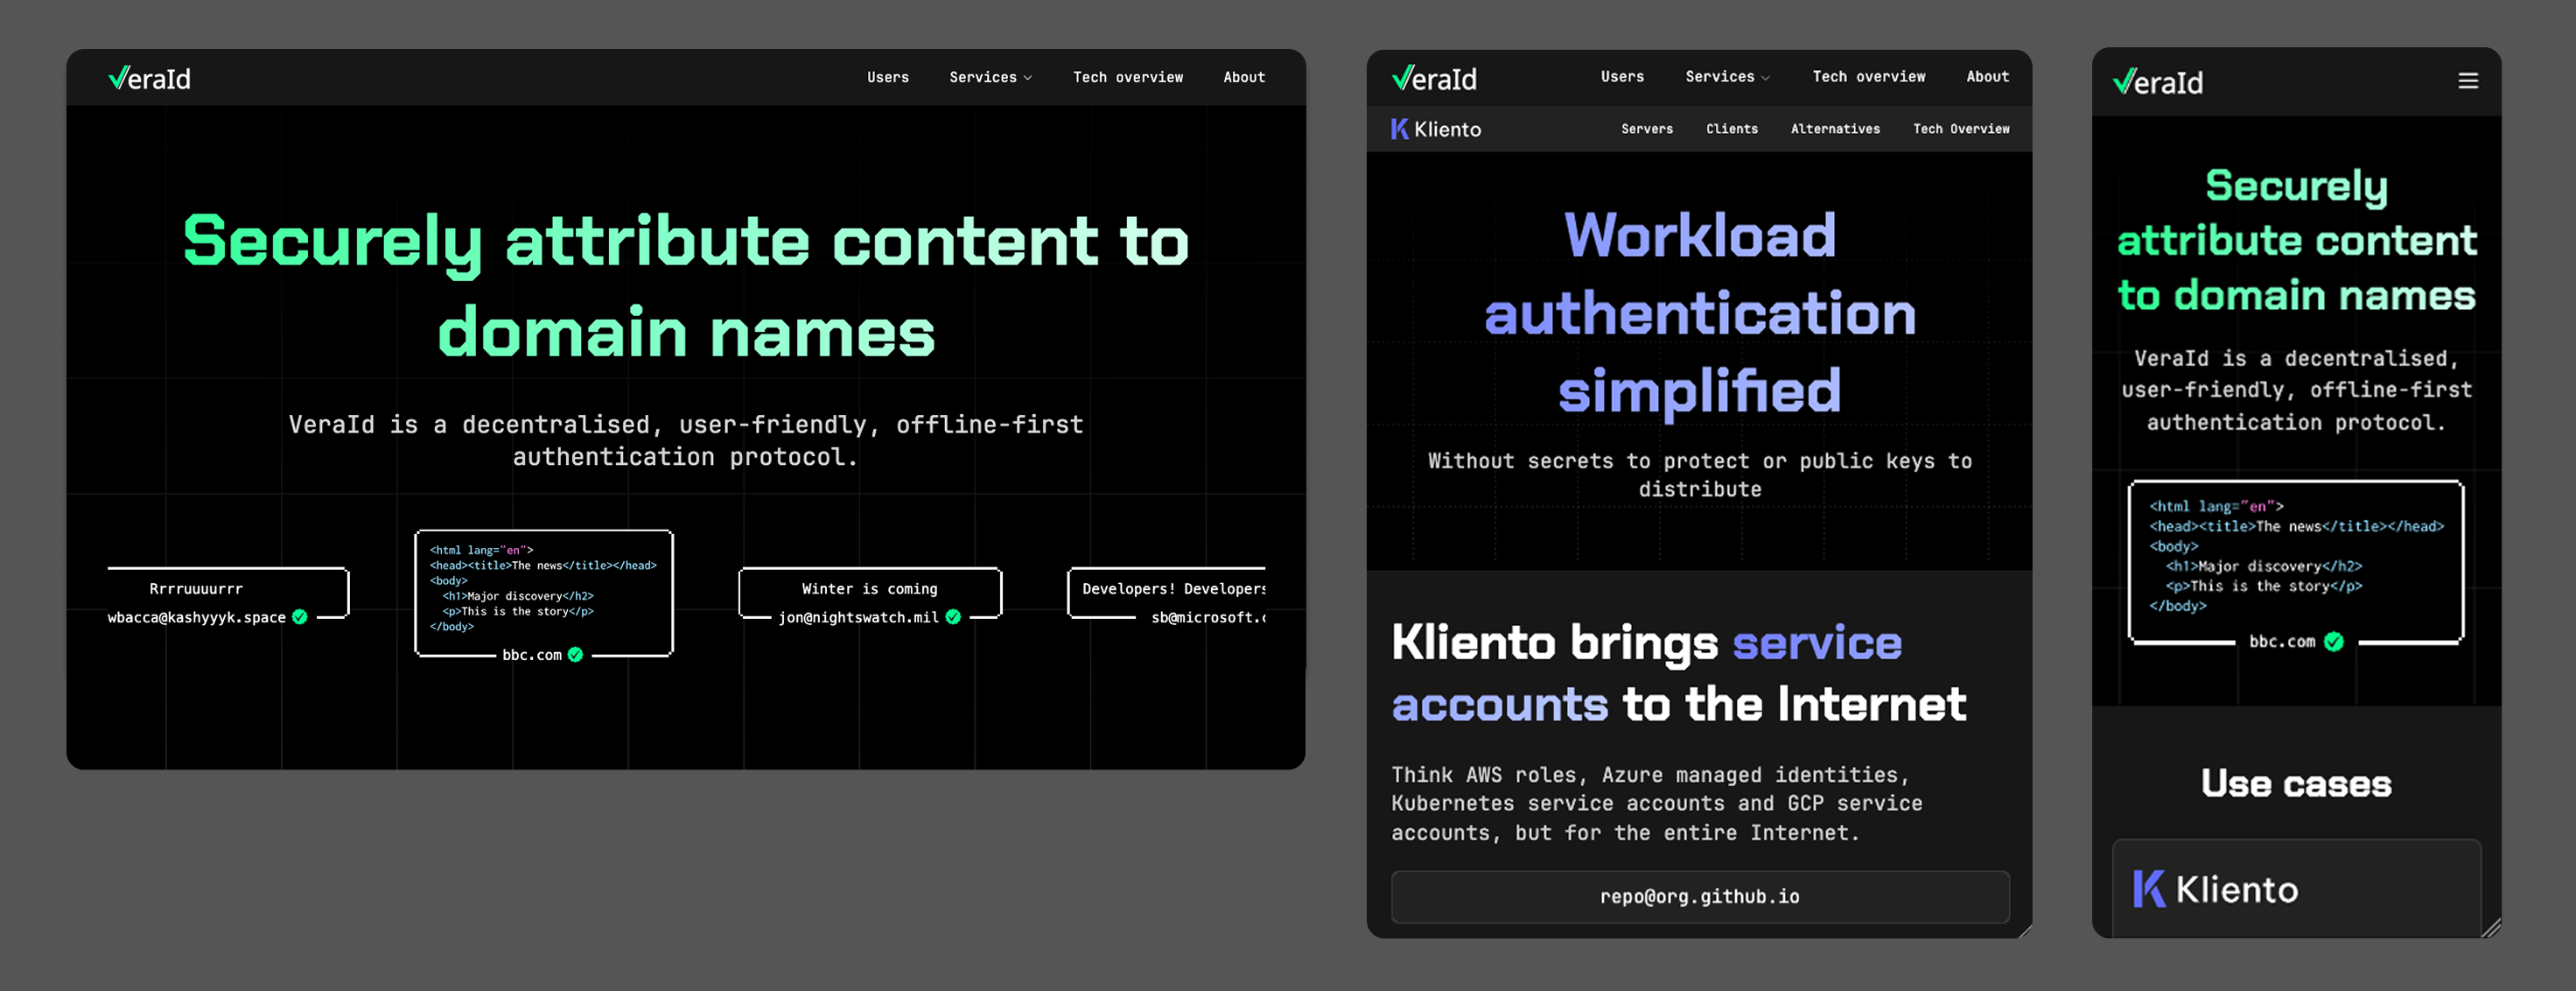 VeraId
Users Services Tech overview About
Securely attribute content to
domain names
VeraId is a decentralised, user-friendly, offline-first
authentication protocol.
Rrrruuuurrr
wbacca@kashyyyk.space
<html lang="en">
<head><title>The news</title></head>
<body>
<h1>Major discovery</h2>
<p>This is the story</p>
</body>
bbc.com
Winter is coming
jon@nightswatch.mil
Developers! Developers
sb@microsoft.c
VeraId
Users Services Tech overview About
Kliento
Servers Clients Alternatives Tech Overview
Workload
authentication
simplified
Without secrets to protect or public keys to
distribute
Kliento brings service
accounts to the Internet
Think AWS roles, Azure managed identities,
Kubernetes service accounts and GCP service
accounts, but for the entire Internet.
repo@org.github.io
VeraId
Securely
attribute content
to domain names
VeraId is a decentralised,
user-friendly, offline-first
authentication protocol.
<html lang="en">
<head><title>The news</title></head>
<body>
<h1>Major discovery</h2>
<p>This is the story</p>
</body>
bbc.com
Use cases
Kliento